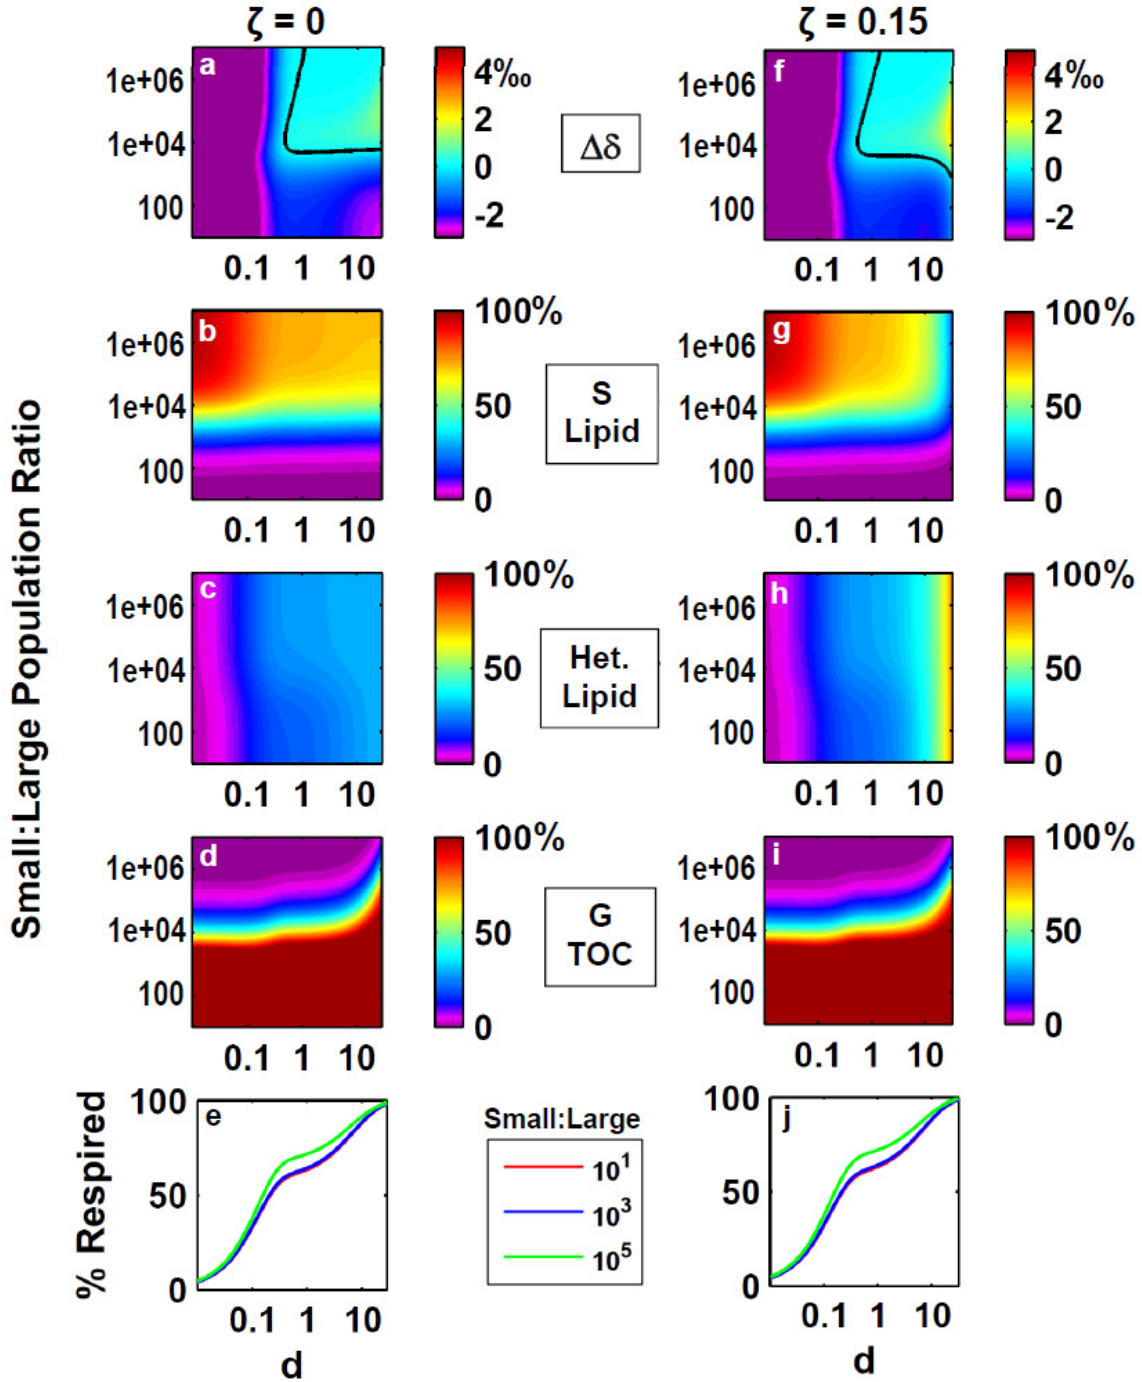 ζ = 0
ζ = 0.15
a
1e+06
1e+04
100
0.1 1 10
4‰
2
0
-2
Δδ
f
1e+06
1e+04
100
0.1 1 10
4‰
2
0
-2
b
1e+06
1e+04
100
0.1 1 10
100%
50
0
S
Lipid
g
1e+06
1e+04
100
0.1 1 10
100%
50
0
Small:Large Population Ratio
c
1e+06
1e+04
100
0.1 1 10
100%
50
0
Het.
Lipid
h
1e+06
1e+04
100
0.1 1 10
100%
50
0
d
1e+06
1e+04
100
0.1 1 10
100%
50
0
G
TOC
i
1e+06
1e+04
100
0.1 1 10
100%
50
0
% Respired
e
100
50
0
0.1 1 10
d
Small:Large
10¹
10³
10⁵
j
100
50
0
0.1 1 10
d